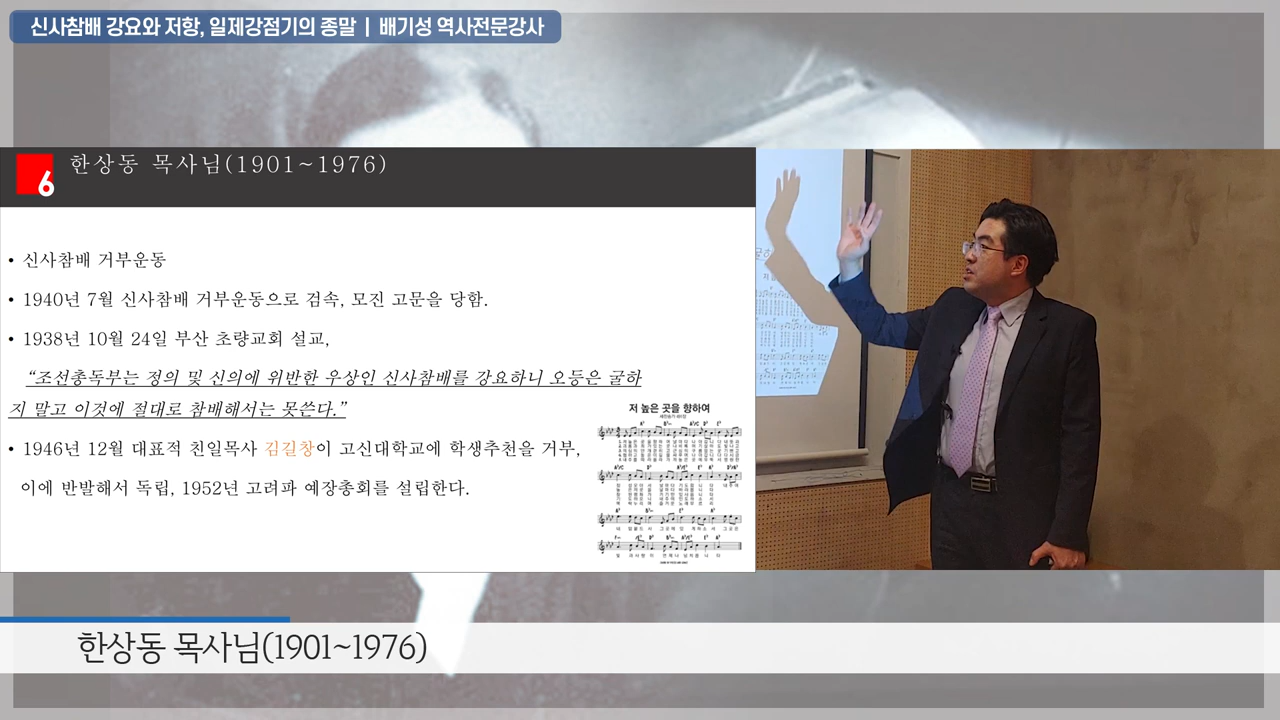 신사참배 강요와 저항, 일제강점기의 종말 | 배기성 역사전문강사
6
한상동 목사님(1901~1976)
• 신사참배 거부운동
• 1940년 7월 신사참배 거부운동으로 검속, 모진 고문을 당함.
• 1938년 10월 24일 부산 초량교회 설교,
“조선총독부는 정의 및 신의에 위반한 우상인 신사참배를 강요하니 오등은 굴하
지 말고 이것에 절대로 참배해서는 못쓴다.”
• 1946년 12월 대표적 친일목사 김길창이 고신대학교에 학생추천을 거부,
이에 반발해서 독립, 1952년 고려파 예장총회를 설립한다.
저 높은 곳을 향하여
한상동 목사님(1901~1976)